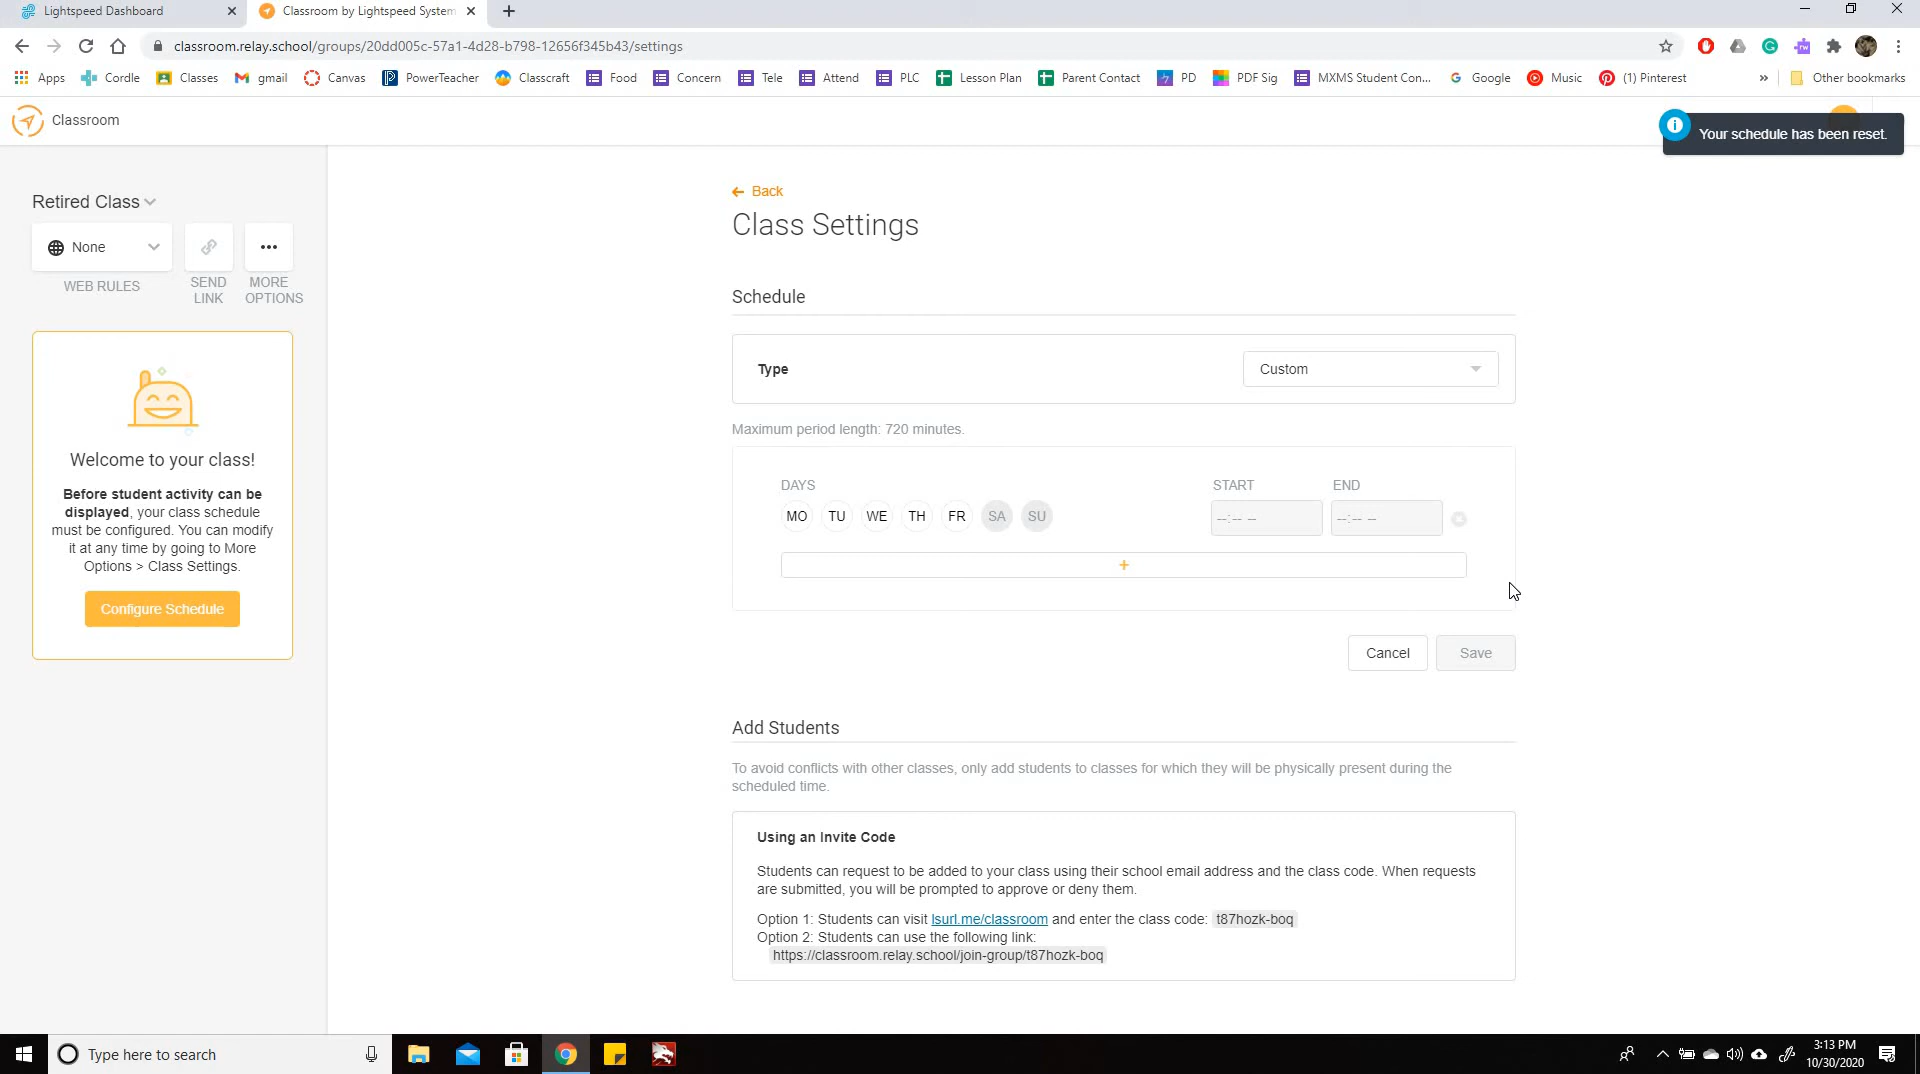 Lightspeed Dashboard
Classroom by Lightspeed System
classroom.relay.school/groups/20dd005c-57a1-4d28-b798-12656f345b43/settings
Apps Cordle Classes gmail Canvas PowerTeacher Classcraft Food Concern Tele Attend PLC Lesson Plan Parent Contact PD PDF Sig MXMS Student Con... Google Music (1) Pinterest » Other bookmarks
Classroom
Your schedule has been reset.
Retired Class
None
WEB RULES
SEND LINK
MORE OPTIONS
Welcome to your class!
Before student activity can be
displayed, your class schedule
must be configured. You can modify
it at any time by going to More
Options > Class Settings.
Configure Schedule
Back
Class Settings
Schedule
Type
Custom
Maximum period length: 720 minutes.
DAYS START END
MO TU WE TH FR SA SU --:-- -- --:-- --
+
Cancel Save
Add Students
To avoid conflicts with other classes, only add students to classes for which they will be physically present during the
scheduled time.
Using an Invite Code
Students can request to be added to your class using their school email address and the class code. When requests
are submitted, you will be prompted to approve or deny them.
Option 1: Students can visit lsurl.me/classroom and enter the class code: t87hozk-boq
Option 2: Students can use the following link:
https://classroom.relay.school/join-group/t87hozk-boq
Type here to search
3:13 PM
10/30/2020